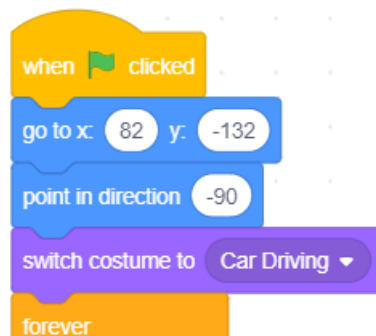 when clicked
go to x: 82 y: -132
point in direction -90
switch costume to Car Driving
forever